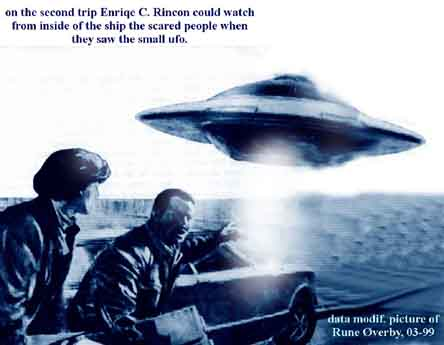 on the second trip Enriqe C. Rincon could watch
from inside of the ship the scared people when
they saw the small ufo.
data modif. picture of
Rune Overby, 03-99